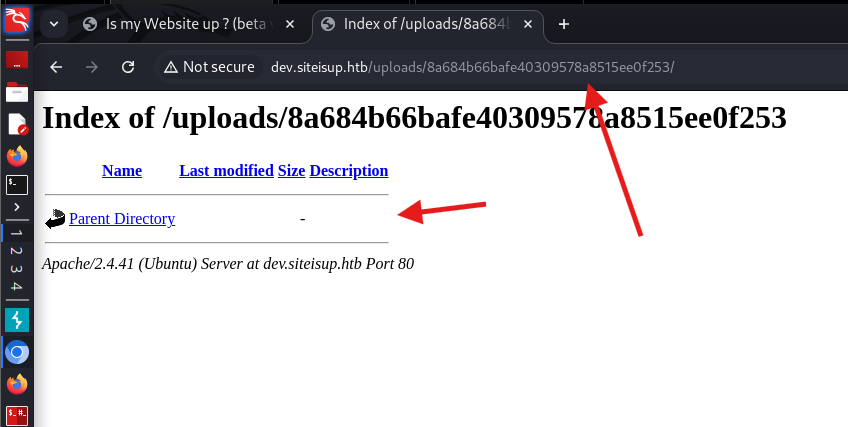 Is my Website up ? (beta v
Index of /uploads/8a684b
Not secure
dev.siteisup.htb/uploads/8a684b66bafe40309578a8515ee0f253/
Index of /uploads/8a684b66bafe40309578a8515ee0f253
Name Last modified Size Description
Parent Directory -
Apache/2.4.41 (Ubuntu) Server at dev.siteisup.htb Port 80
1
2
3
4